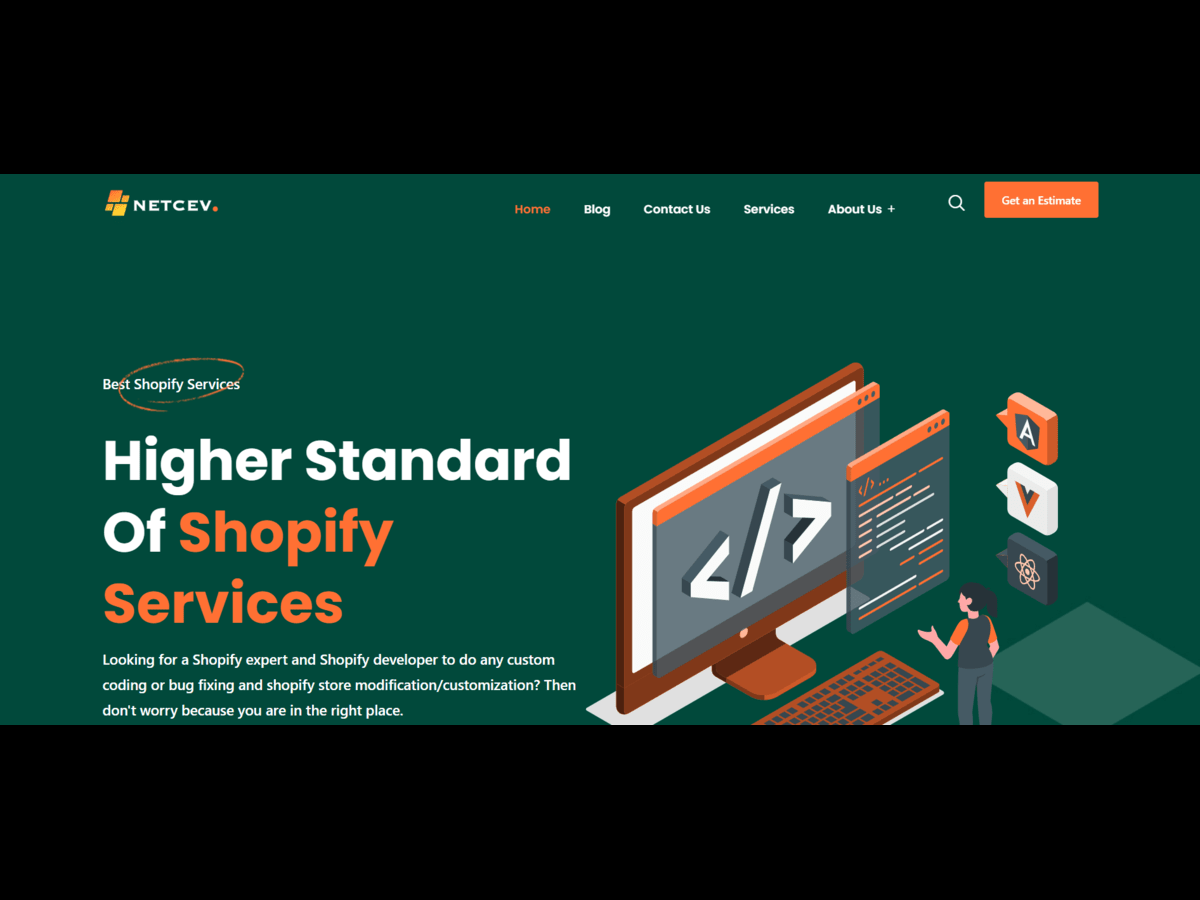 NETCEV.
Home Blog Contact Us Services About Us +
Get an Estimate
Best Shopify Services
Higher Standard
Of Shopify
Services
Looking for a Shopify expert and Shopify developer to do any custom
coding or bug fixing and shopify store modification/customization? Then
don't worry because you are in the right place.
</>
</> ...
A